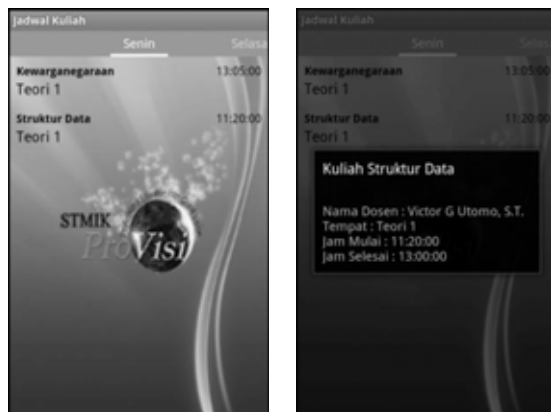 Jadwal Kuliah
Senin
Selasa
Kewarganegaraan 13:05:00
Teori 1
Struktur Data 11:20:00
Teori 1
STMIK
ProVisi
Jadwal Kuliah
Senin
Selas
Kewarganegaraan 13:05:00
Teori 1
Struktur Data 11:20:00
Teori 1
Kuliah Struktur Data
Nama Dosen : Victor G Utomo, S.T.
Tempat : Teori 1
Jam Mulai : 11:20:00
Jam Selesai : 13:00:00